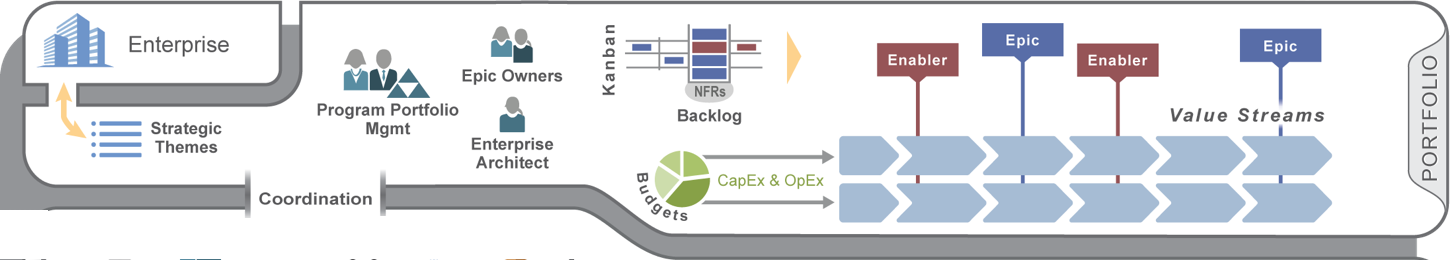 Enterprise
Strategic
Themes
Coordination
Program Portfolio
Mgmt
Epic Owners
Enterprise
Architect
Kanban
NFRs
Backlog
Budgets
CapEx & OpEx
Enabler
Epic
Enabler
Epic
Value Streams
PORTFOLIO